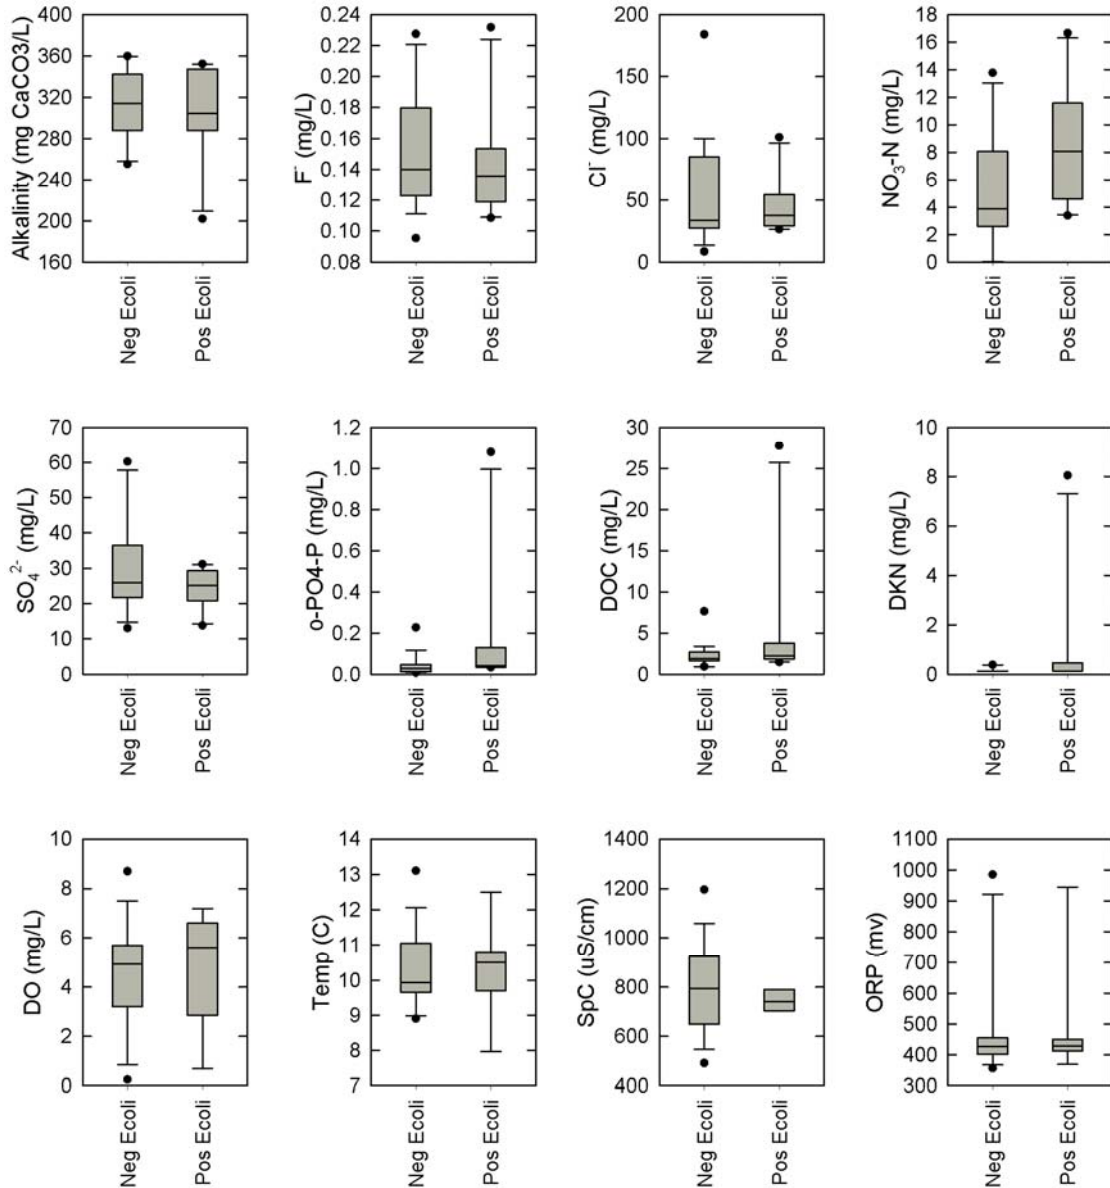 Alkalinity (mg CaCO3/L)
400
360
320
280
240
200
160
Neg Ecoli
Pos Ecoli
F⁻ (mg/L)
0.24
0.22
0.20
0.18
0.16
0.14
0.12
0.10
0.08
Neg Ecoli
Pos Ecoli
Cl⁻ (mg/L)
200
150
100
50
0
Neg Ecoli
Pos Ecoli
NO₃-N (mg/L)
18
16
14
12
10
8
6
4
2
0
Neg Ecoli
Pos Ecoli
SO₄²⁻ (mg/L)
70
60
50
40
30
20
10
0
Neg Ecoli
Pos Ecoli
o-PO4-P (mg/L)
1.2
1.0
0.8
0.6
0.4
0.2
0.0
Neg Ecoli
Pos Ecoli
DOC (mg/L)
30
25
20
15
10
5
0
Neg Ecoli
Pos Ecoli
DKN (mg/L)
10
8
6
4
2
0
Neg Ecoli
Pos Ecoli
DO (mg/L)
10
8
6
4
2
0
Neg Ecoli
Pos Ecoli
Temp (C)
14
13
12
11
10
9
8
7
Neg Ecoli
Pos Ecoli
SpC (uS/cm)
1400
1200
1000
800
600
400
Neg Ecoli
Pos Ecoli
ORP (mv)
1100
1000
900
800
700
600
500
400
300
Neg Ecoli
Pos Ecoli